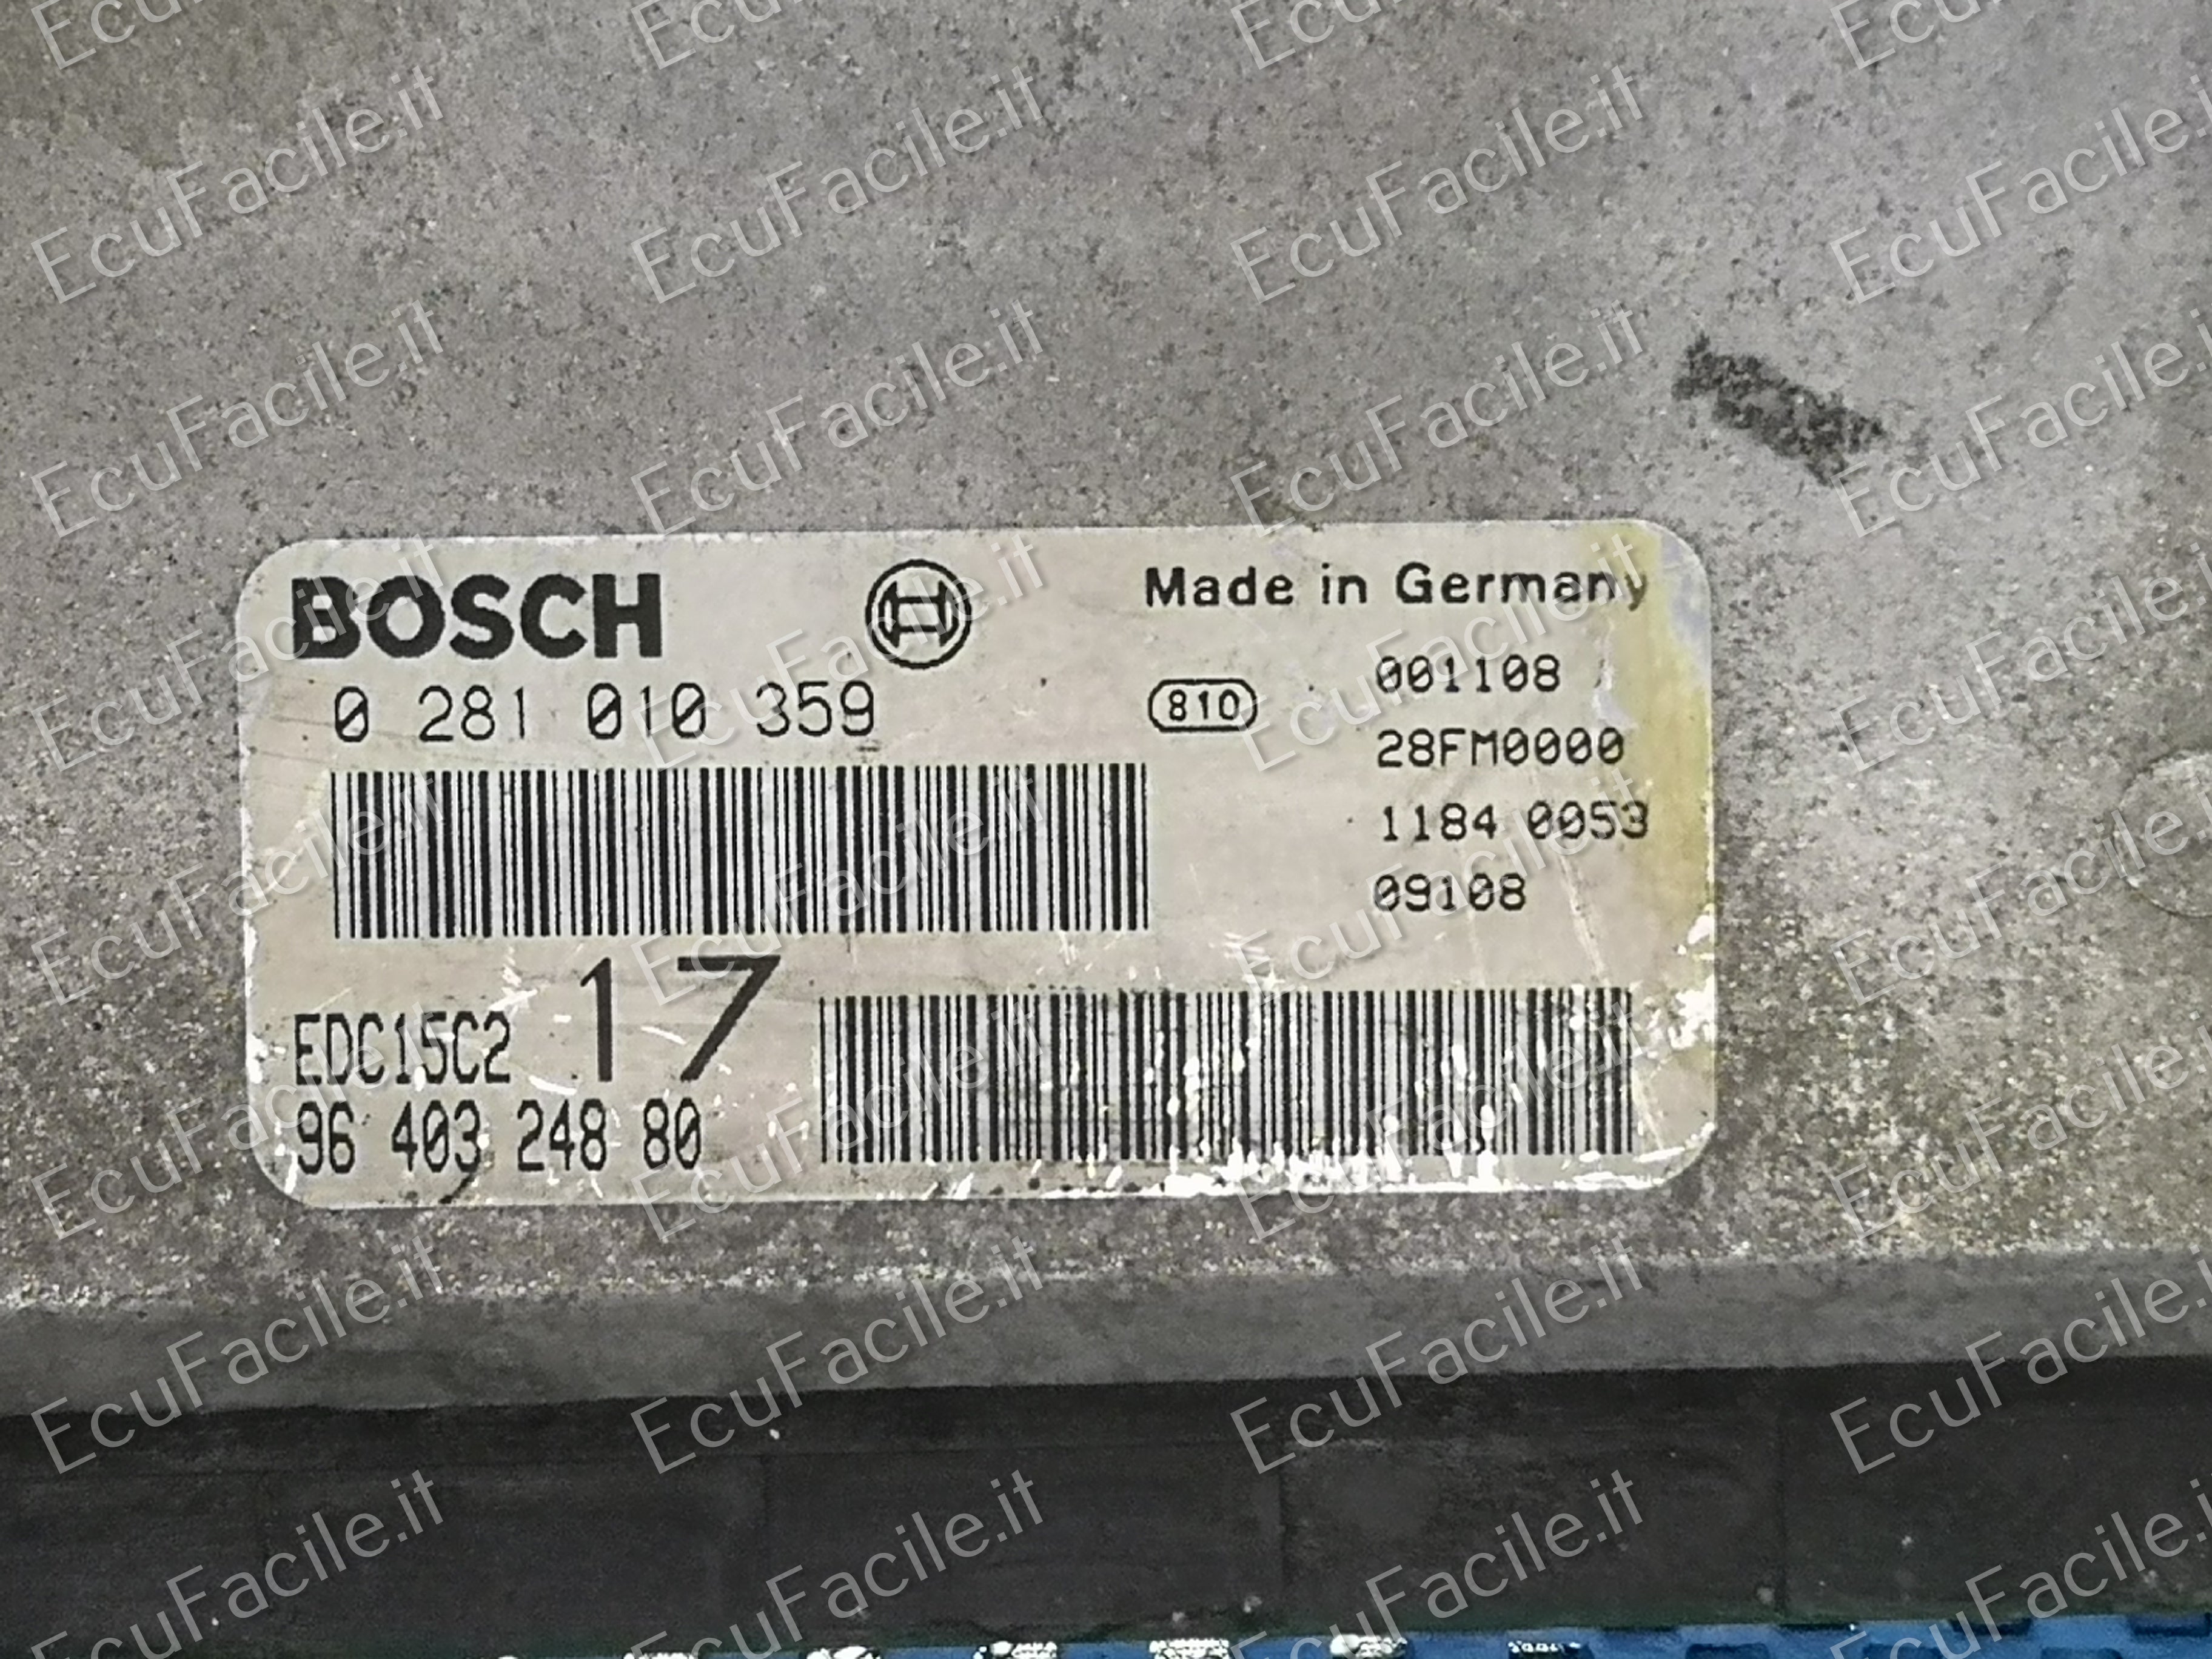 BOSCH
Made in Germany
0 281 010 359
810
001108
28FM0000
1184 0053
09108
EDC15C2 17
96 403 248 80
EcuFacile.it